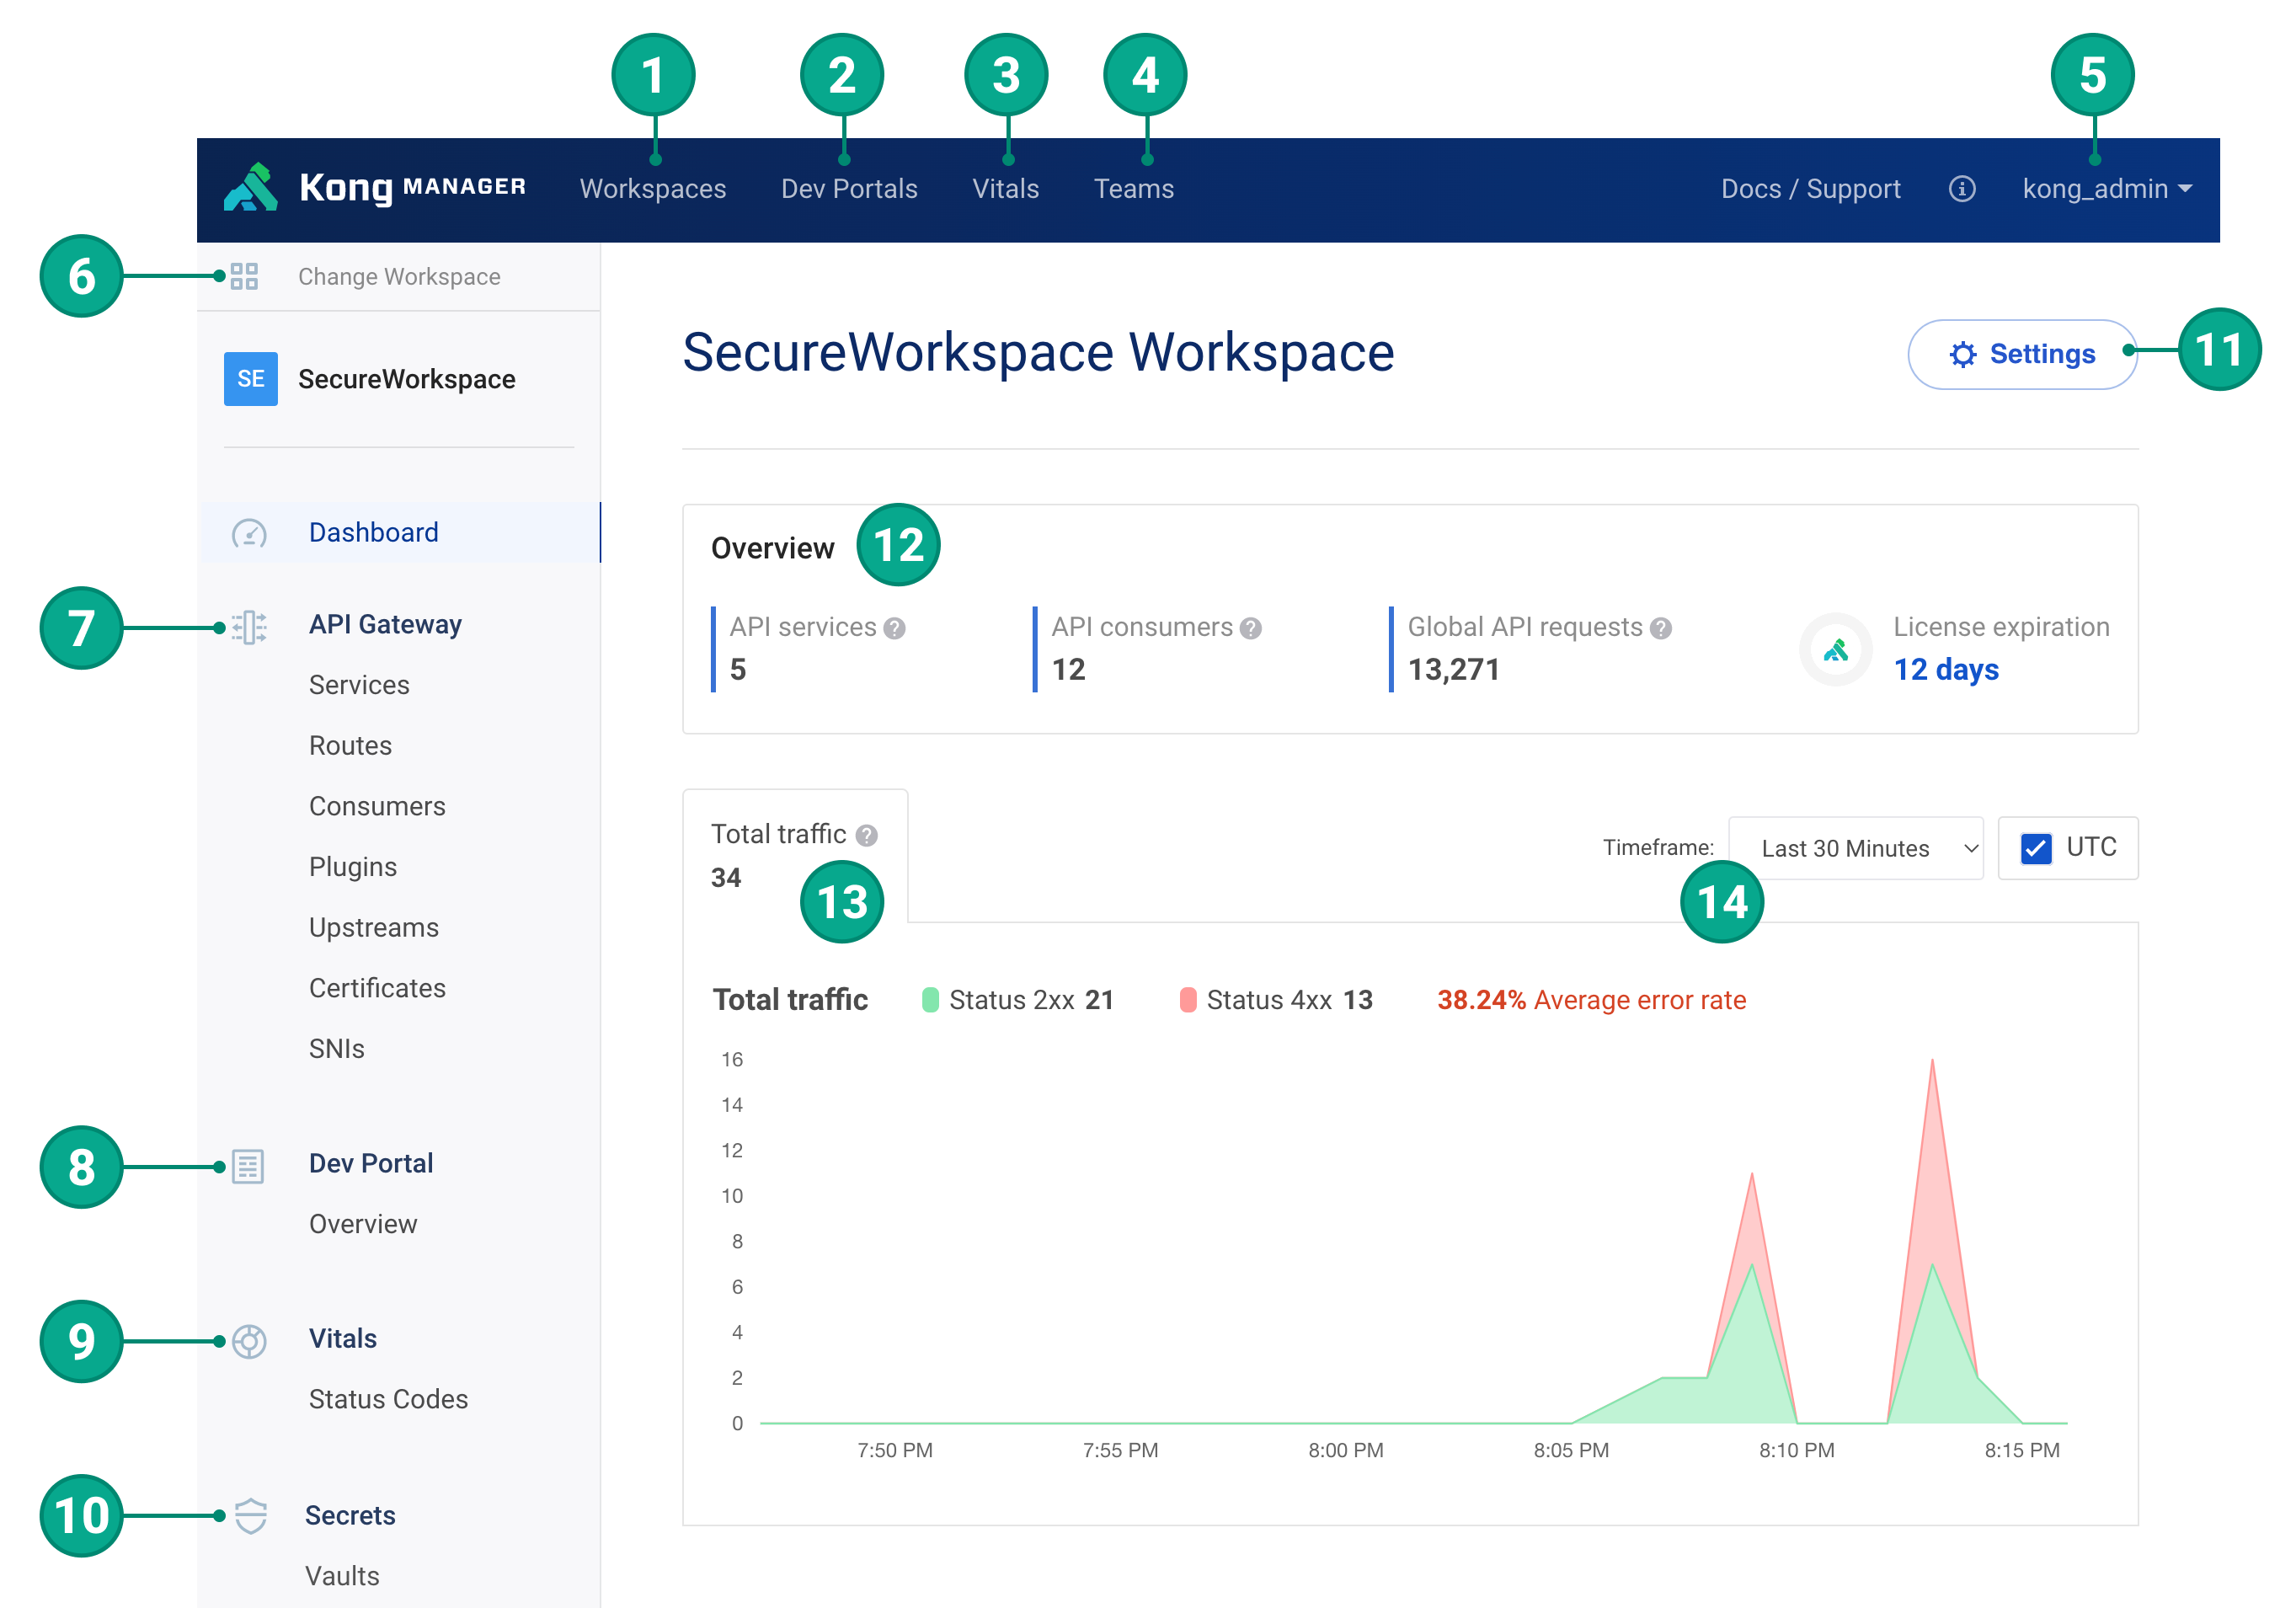 1
2
3
4
5
Kong MANAGER
Workspaces
Dev Portals
Vitals
Teams
Docs / Support
kong_admin
6
Change Workspace
SE
SecureWorkspace
Dashboard
7
API Gateway
Services
Routes
Consumers
Plugins
Upstreams
Certificates
SNIs
8
Dev Portal
Overview
9
Vitals
Status Codes
10
Secrets
Vaults
SecureWorkspace Workspace
Settings
11
Overview
12
API services ?
5
API consumers ?
12
Global API requests ?
13,271
License expiration
12 days
Total traffic ?
34
13
Timeframe:
Last 30 Minutes
UTC
14
Total traffic
Status 2xx 21
Status 4xx 13
38.24% Average error rate
16
14
12
10
8
6
4
2
0
7:50 PM
7:55 PM
8:00 PM
8:05 PM
8:10 PM
8:15 PM